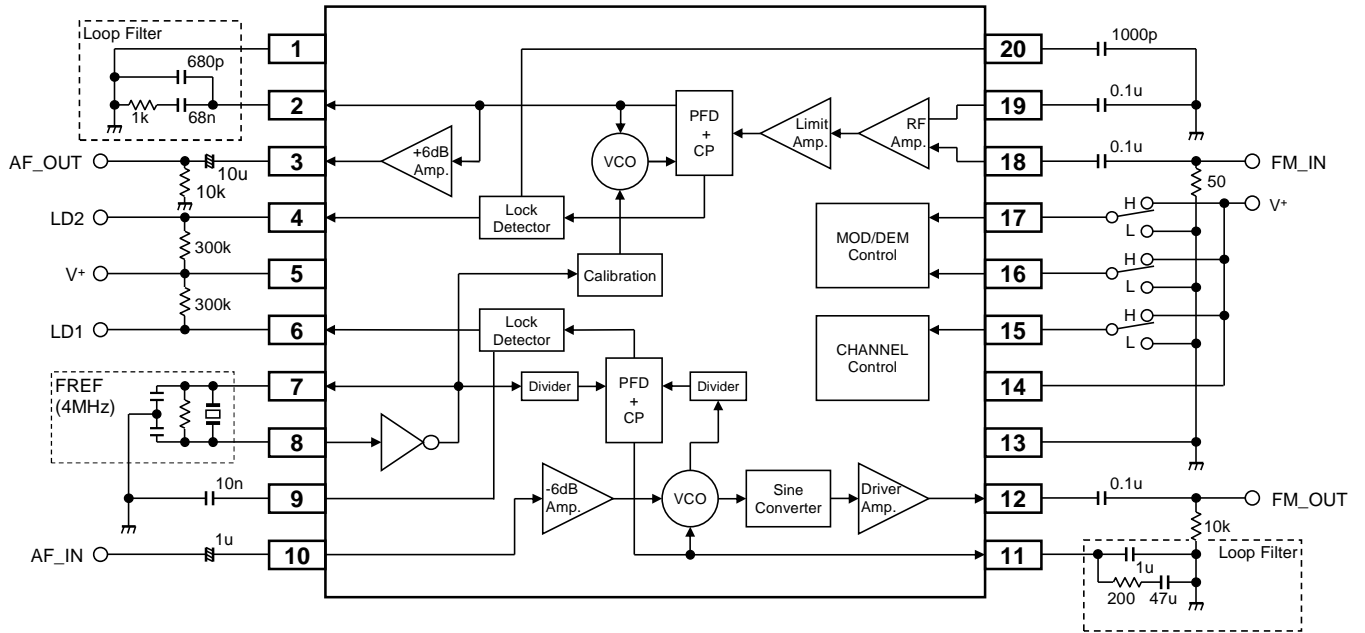 Loop Filter
680p
1k
68n
AF_OUT
10u
10k
LD2
300k
V+
300k
LD1
FREF
(4MHz)
10n
1u
AF_IN
1
2
3
4
5
6
7
8
9
10
+6dB
Amp.
VCO
PFD
+
CP
Limit
Amp.
RF
Amp.
Lock
Detector
Calibration
MOD/DEM
Control
CHANNEL
Control
Lock
Detector
Divider
PFD
+
CP
Divider
-6dB
Amp.
VCO
Sine
Converter
Driver
Amp.
20
19
18
17
16
15
14
13
12
11
1000p
0.1u
0.1u
FM_IN
50
H
L
V+
H
L
H
L
0.1u
FM_OUT
10k
Loop Filter
1u
200
47u